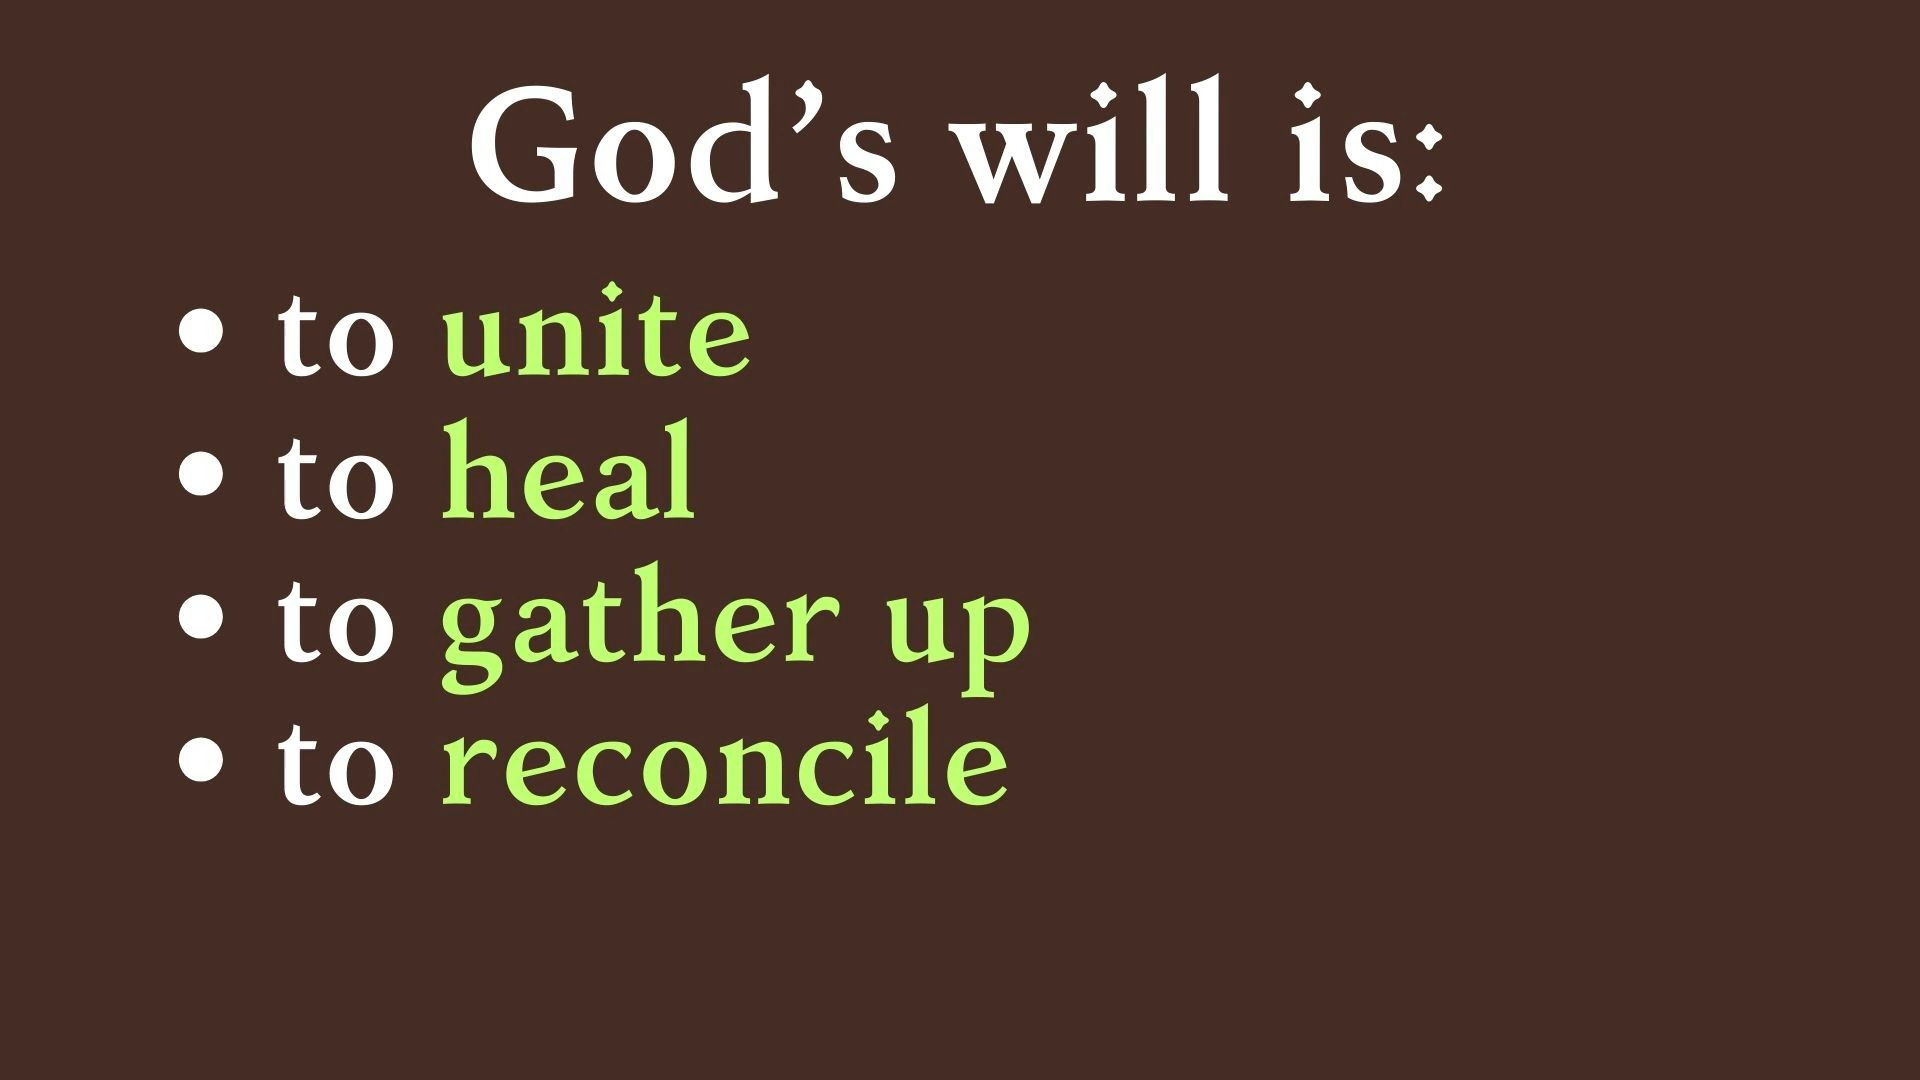 God’s will is:
• to unite
• to heal
• to gather up
• to reconcile